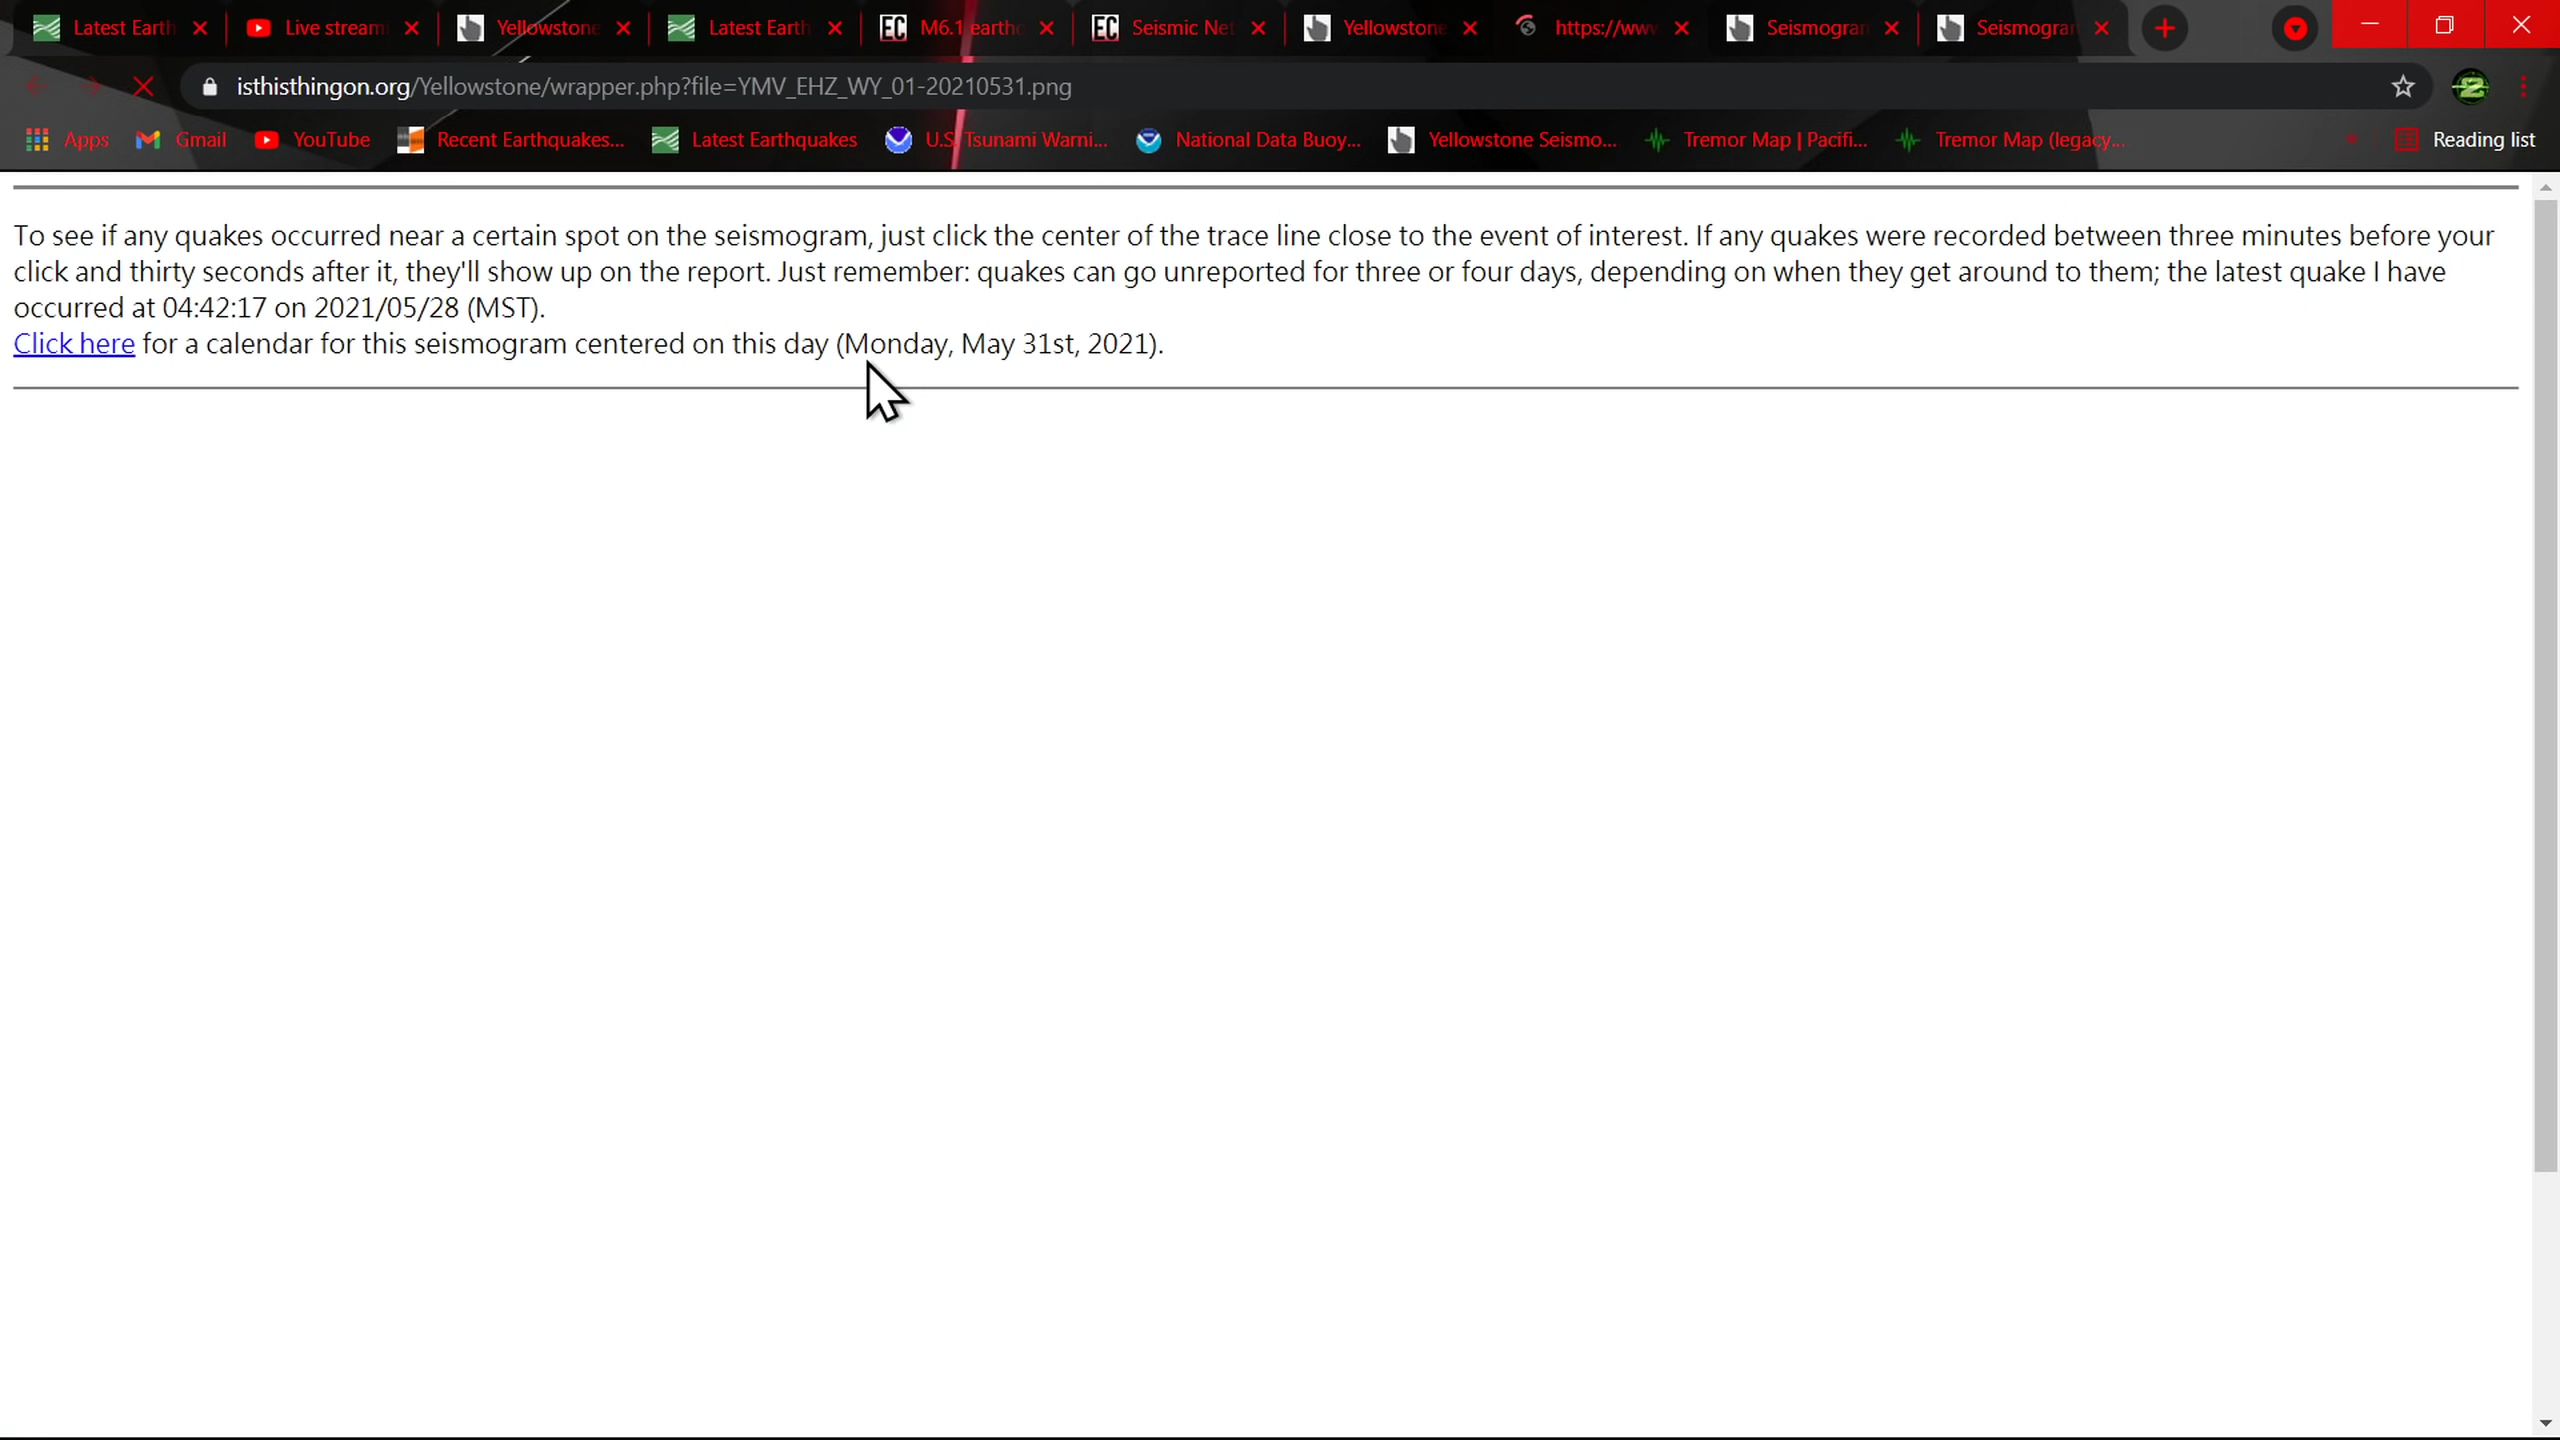 Latest Earth
Live stream
Yellowstone
Latest Earth
EC M6.1 earthq
EC Seismic Net
Yellowstone
https://www
Seismogram
Seismogram
isthisthingon.org/Yellowstone/wrapper.php?file=YMV_EHZ_WY_01-20210531.png
Apps Gmail YouTube Recent Earthquakes... Latest Earthquakes U.S. Tsunami Warni... National Data Buoy... Yellowstone Seismo... Tremor Map | Pacifi... Tremor Map (legacy... Reading list
To see if any quakes occurred near a certain spot on the seismogram, just click the center of the trace line close to the event of interest. If any quakes were recorded between three minutes before your
click and thirty seconds after it, they'll show up on the report. Just remember: quakes can go unreported for three or four days, depending on when they get around to them; the latest quake I have
occurred at 04:42:17 on 2021/05/28 (MST).
Click here for a calendar for this seismogram centered on this day (Monday, May 31st, 2021).